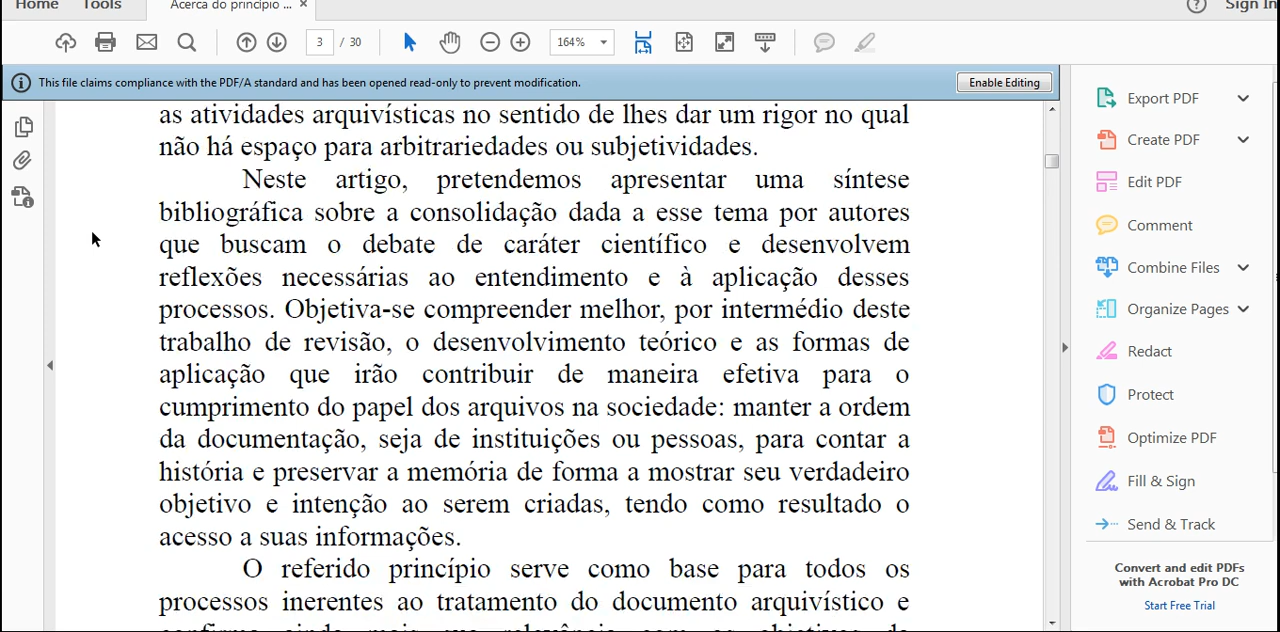 Home Tools Acerca do princípio ... × Sign In
3 / 30 164%
This file claims compliance with the PDF/A standard and has been opened read-only to prevent modification. Enable Editing
as atividades arquivísticas no sentido de lhes dar um rigor no qual
não há espaço para arbitrariedades ou subjetividades.
Neste artigo, pretendemos apresentar uma síntese
bibliográfica sobre a consolidação dada a esse tema por autores
que buscam o debate de caráter científico e desenvolvem
reflexões necessárias ao entendimento e à aplicação desses
processos. Objetiva-se compreender melhor, por intermédio deste
trabalho de revisão, o desenvolvimento teórico e as formas de
aplicação que irão contribuir de maneira efetiva para o
cumprimento do papel dos arquivos na sociedade: manter a ordem
da documentação, seja de instituições ou pessoas, para contar a
história e preservar a memória de forma a mostrar seu verdadeiro
objetivo e intenção ao serem criadas, tendo como resultado o
acesso a suas informações.
O referido princípio serve como base para todos os
processos inerentes ao tratamento do documento arquivístico e
Export PDF
Create PDF
Edit PDF
Comment
Combine Files
Organize Pages
Redact
Protect
Optimize PDF
Fill & Sign
Send & Track
Convert and edit PDFs
with Acrobat Pro DC
Start Free Trial